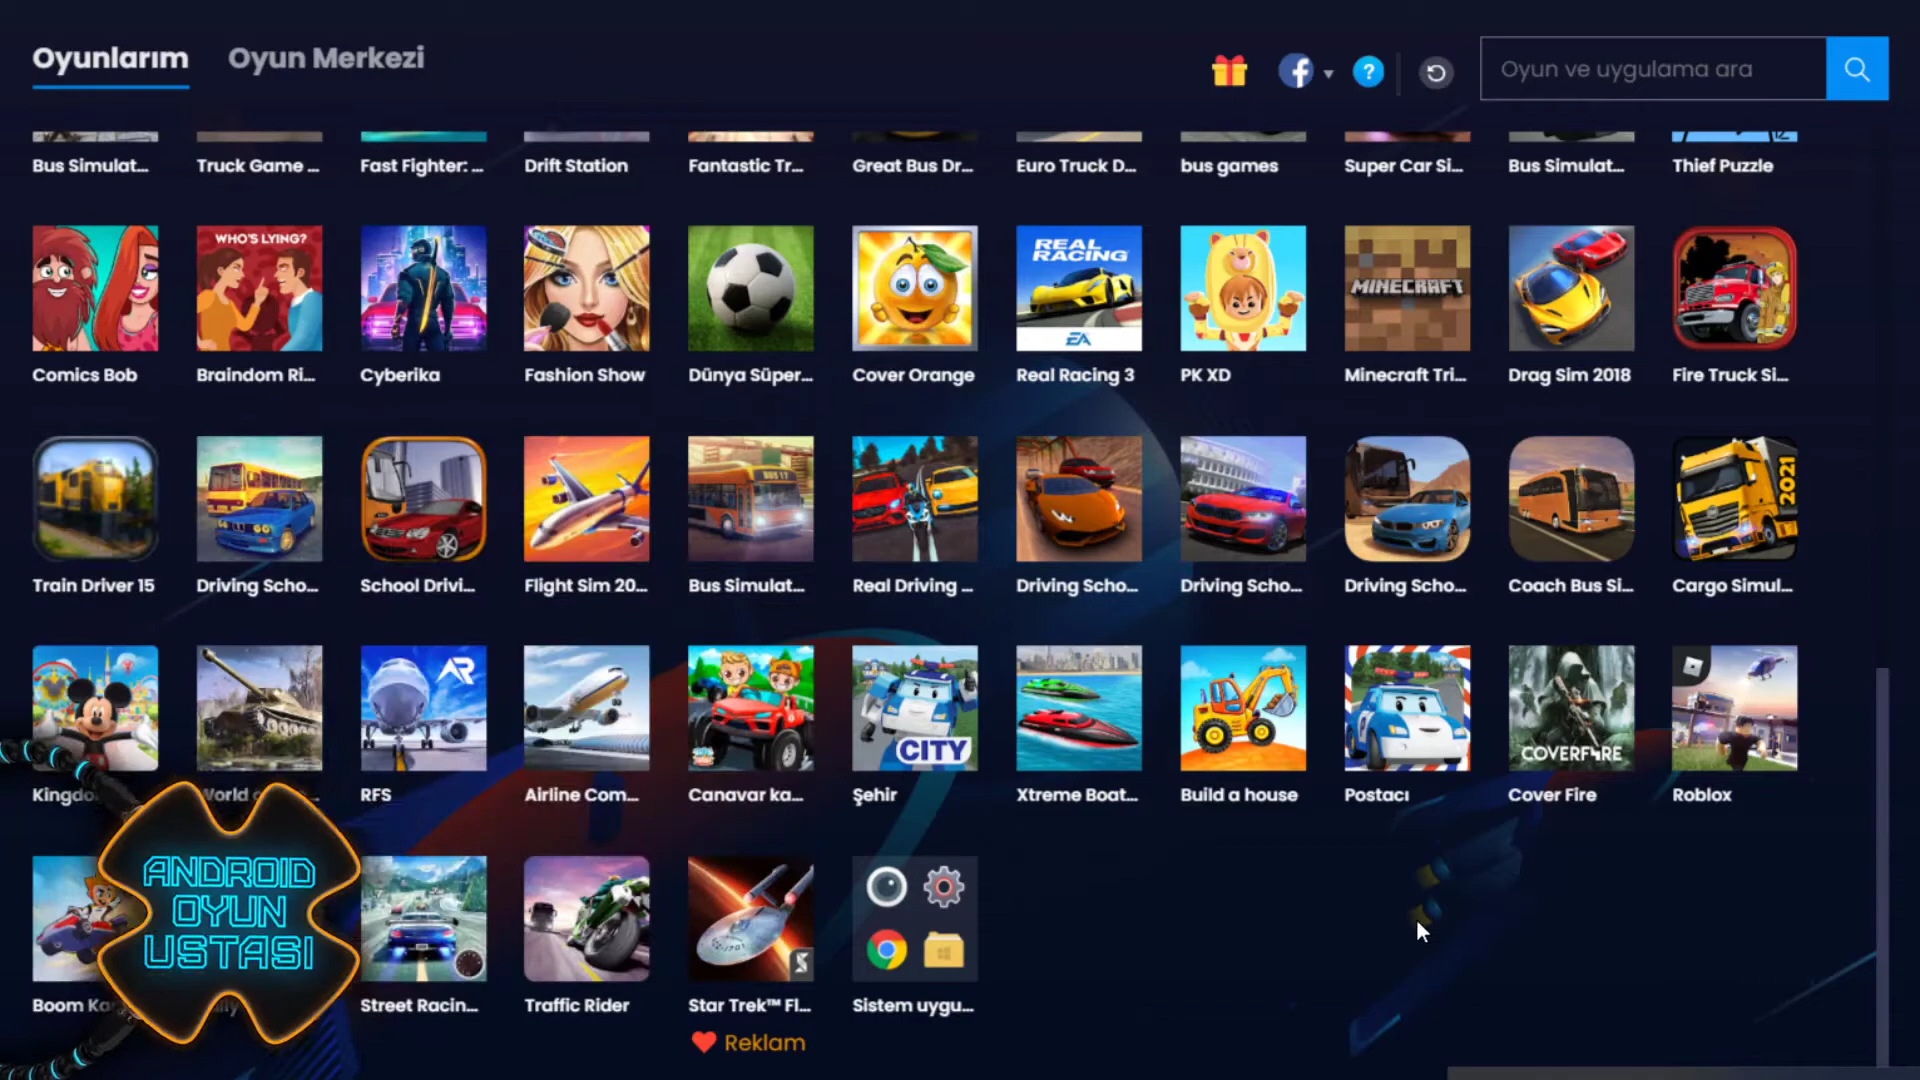 Oyunlarım Oyun Merkezi
Oyun ve uygulama ara
Bus Simulat... Truck Game ... Fast Fighter: ... Drift Station Fantastic Tr... Great Bus Dr... Euro Truck D... bus games Super Car Si... Bus Simulat... Thief Puzzle
WHO'S LYING?
REAL RACING
EA
MINECRAFT
Comics Bob Braindom Ri... Cyberika Fashion Show Dünya Süper... Cover Orange Real Racing 3 PK XD Minecraft Tri... Drag Sim 2018 Fire Truck Si...
BUS 17
2021
Train Driver 15 Driving Scho... School Drivi... Flight Sim 20... Bus Simulat... Real Driving ... Driving Scho... Driving Scho... Driving Scho... Coach Bus Si... Cargo Simul...
CITY
COVERFIRE
World RFS Airline Com... Canavar ka... Şehir Xtreme Boat... Build a house Postacı Cover Fire Roblox
ANDROID
OYUN
USTASI
Boom Street Racin... Traffic Rider Star Trek™ Fl... Sistem uygu...
Reklam